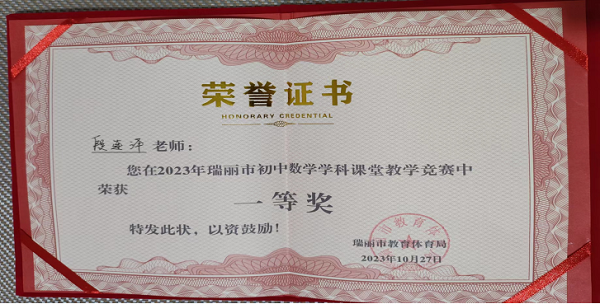 荣誉证书
HONORARY CREDENTIAL
段莲萍 老师：
您在2023年瑞丽市初中数学学科课堂教学竞赛中
荣获
一等奖
特发此状，以资鼓励！
瑞丽市教育体育局
2023年10月27日